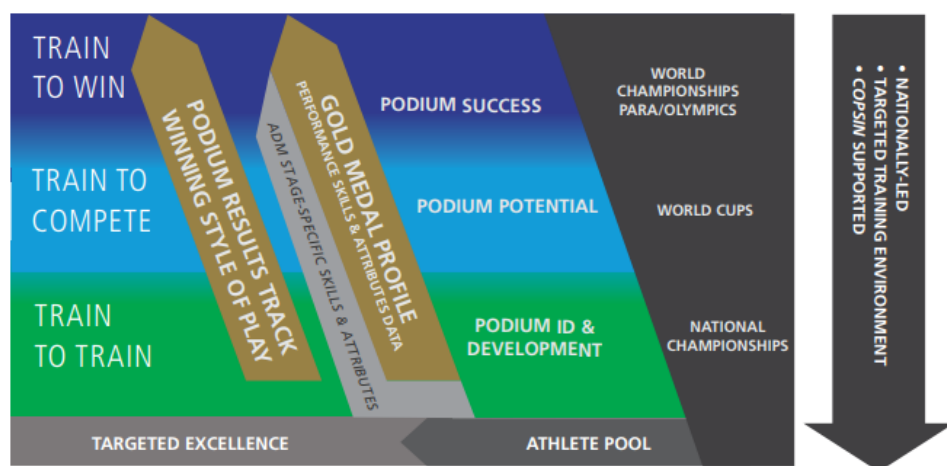 TRAIN
TO WIN
TRAIN TO
COMPETE
TRAIN
TO TRAIN
PODIUM RESULTS TRACK
WINNING STYLE OF PLAY
ADM STAGE-SPECIFIC SKILLS & ATTRIBUTES
GOLD MEDAL PROFILE
PERFORMANCE SKILLS & ATTRIBUTES DATA
PODIUM SUCCESS
PODIUM POTENTIAL
PODIUM ID &
DEVELOPMENT
WORLD
CHAMPIONSHIPS
PARA/OLYMPICS
WORLD CUPS
NATIONAL
CHAMPIONSHIPS
TARGETED EXCELLENCE
ATHLETE POOL
• NATIONALLY-LED
• TARGETED TRAINING ENVIRONMENT
• COPSIN SUPPORTED